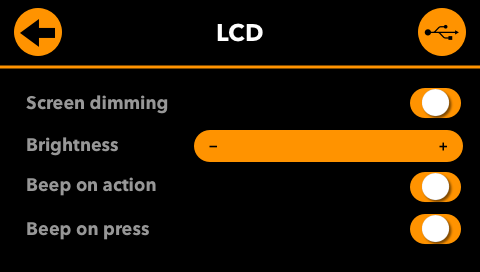 LCD
Screen dimming
Brightness - +
Beep on action
Beep on press